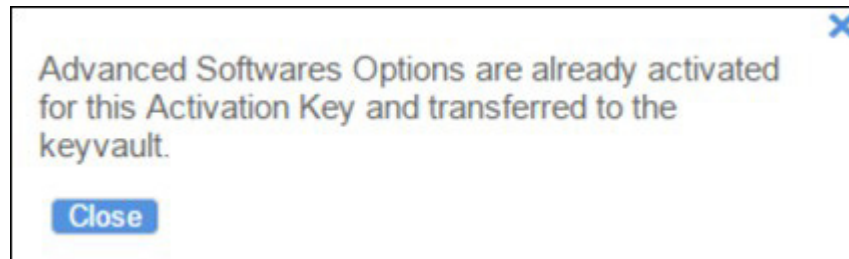 Advanced Softwares Options are already activated
for this Activation Key and transferred to the
keyvault.
Close